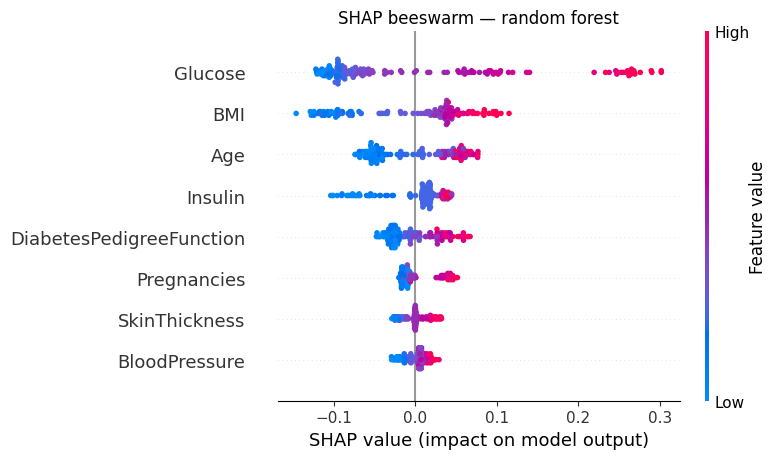 SHAP beeswarm — random forest
High
Glucose
BMI
Age
Insulin
DiabetesPedigreeFunction
Pregnancies
SkinThickness
BloodPressure
Feature value
Low
−0.1 0.0 0.1 0.2 0.3
SHAP value (impact on model output)